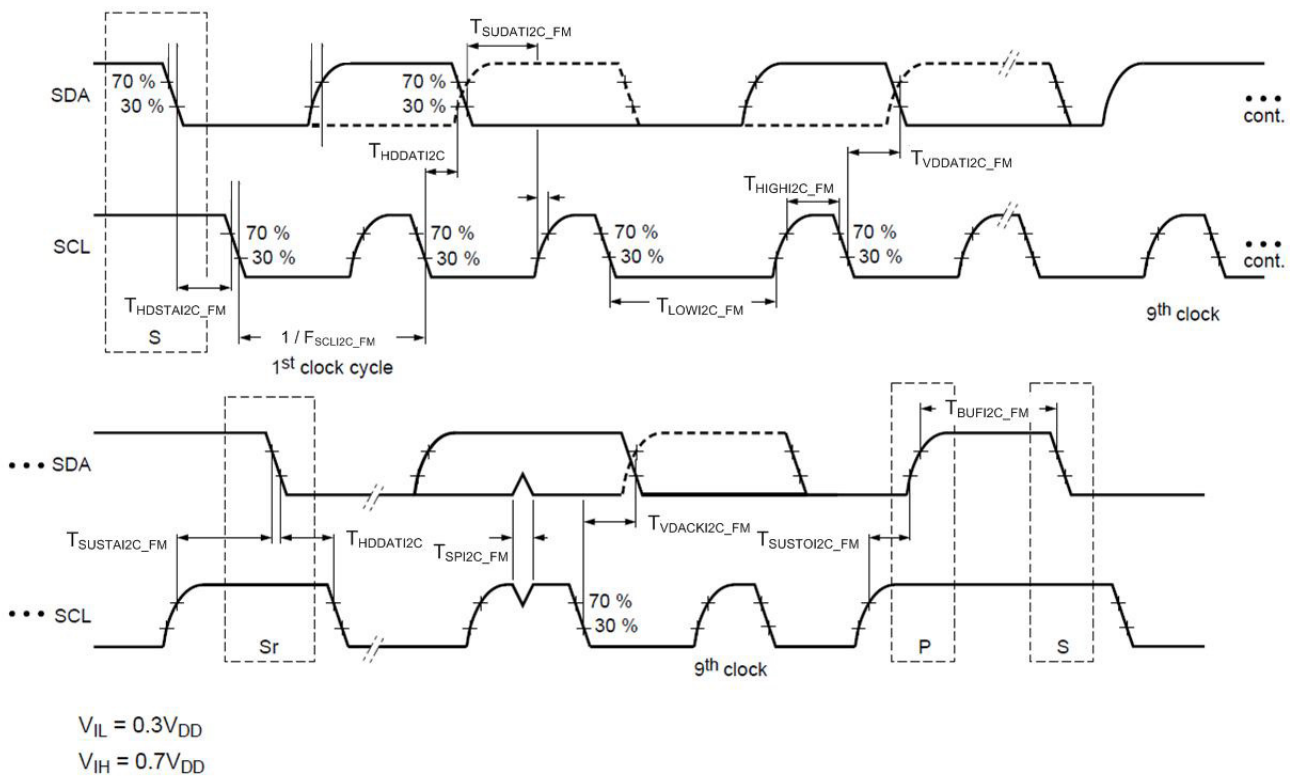 T_SUDATI2C_FM
70 %
30 %
70 %
30 %
SDA
••• cont.
T_HDDATI2C
T_VDDATI2C_FM
T_HIGHI2C_FM
SCL
70 %
30 %
70 %
30 %
70 %
30 %
70 %
30 %
••• cont.
T_HDSTAI2C_FM
T_LOWI2C_FM
S
1 / F_SCLI2C_FM
1st clock cycle
9th clock
T_BUFI2C_FM
••• SDA
T_SUSTAI2C_FM
T_HDDATI2C
T_SPI2C_FM
T_VDACKI2C_FM
T_SUSTOI2C_FM
••• SCL
70 %
30 %
Sr
9th clock
P
S
V_IL = 0.3V_DD
V_IH = 0.7V_DD